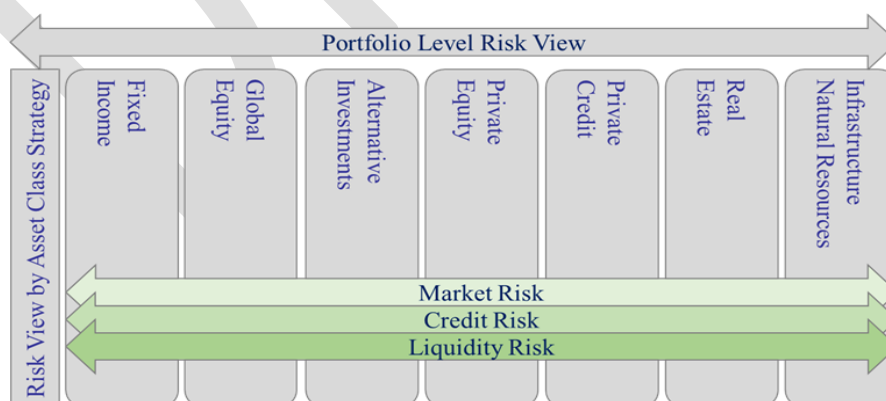 Portfolio Level Risk View
Risk View by Asset Class Strategy
Fixed
Income
Global
Equity
Alternative
Investments
Private
Equity
Private
Credit
Real
Estate
Infrastructure
Natural Resources
Market Risk
Credit Risk
Liquidity Risk